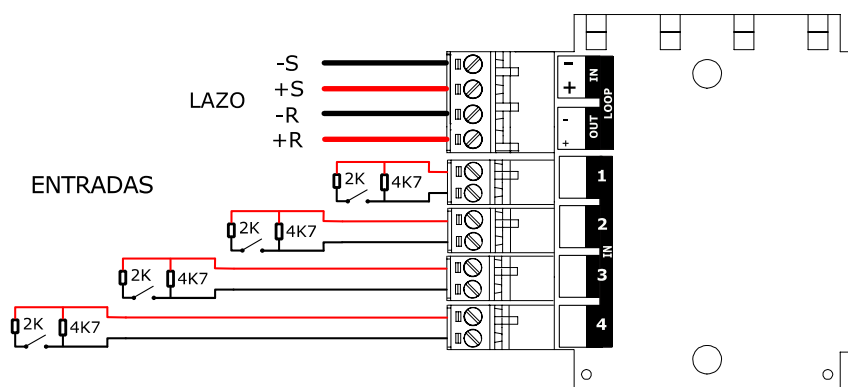 -S
+S
LAZO
-R
+R
- + IN
- + OUT
LOOP
ENTRADAS
2K 4K7
1
2K 4K7
2
IN
2K 4K7
3
2K 4K7
4